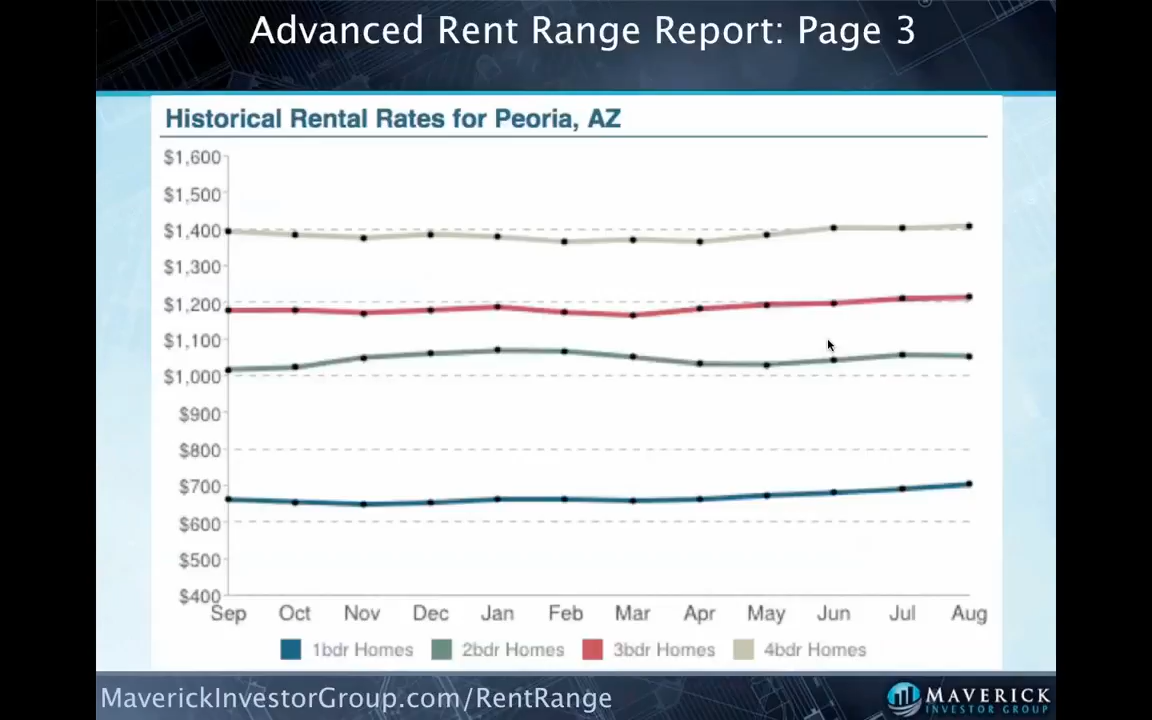 Advanced Rent Range Report: Page 3
Historical Rental Rates for Peoria, AZ
$1,600
$1,500
$1,400
$1,300
$1,200
$1,100
$1,000
$900
$800
$700
$600
$500
$400
Sep Oct Nov Dec Jan Feb Mar Apr May Jun Jul Aug
1bdr Homes 2bdr Homes 3bdr Homes 4bdr Homes
MaverickInvestorGroup.com/RentRange
MAVERICK
INVESTOR GROUP